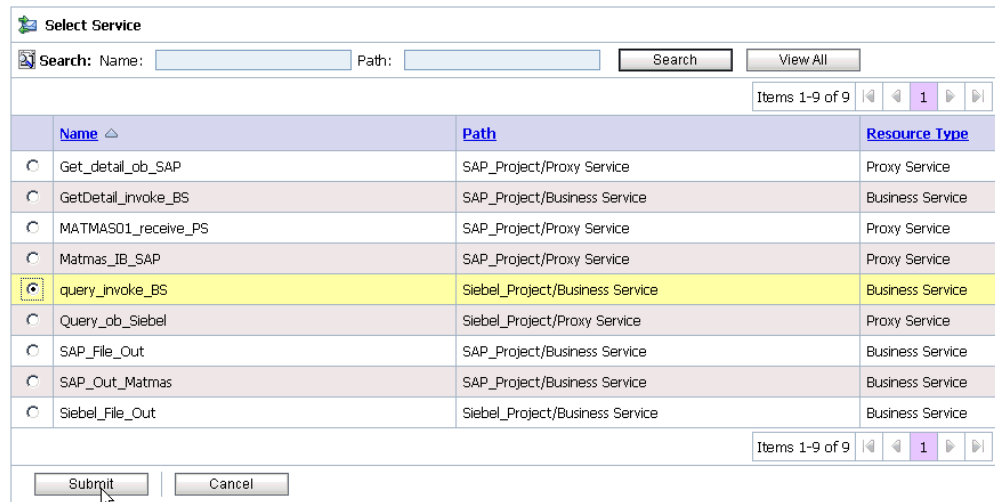 Select Service
Search: Name: Path: Search View All
Items 1-9 of 9 1
Name Path Resource Type
Get_detail_ob_SAP SAP_Project/Proxy Service Proxy Service
GetDetail_invoke_BS SAP_Project/Business Service Business Service
MATMAS01_receive_PS SAP_Project/Proxy Service Proxy Service
Matmas_IB_SAP SAP_Project/Proxy Service Proxy Service
query_invoke_BS Siebel_Project/Business Service Business Service
Query_ob_Siebel Siebel_Project/Proxy Service Proxy Service
SAP_File_Out SAP_Project/Business Service Business Service
SAP_Out_Matmas SAP_Project/Business Service Business Service
Siebel_File_Out Siebel_Project/Business Service Business Service
Items 1-9 of 9 1
Submit Cancel